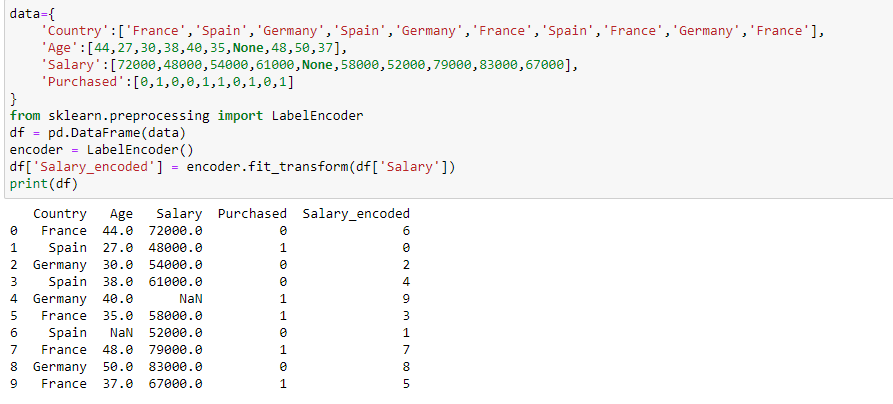 data={
    'Country':['France','Spain','Germany','Spain','Germany','France','Spain','France','Germany','France'],
    'Age':[44,27,30,38,40,35,None,48,50,37],
    'Salary':[72000,48000,54000,61000,None,58000,52000,79000,83000,67000],
    'Purchased':[0,1,0,0,1,1,0,1,0,1]
}
from sklearn.preprocessing import LabelEncoder
df = pd.DataFrame(data)
encoder = LabelEncoder()
df['Salary_encoded'] = encoder.fit_transform(df['Salary'])
print(df)
   Country   Age   Salary  Purchased  Salary_encoded
0   France  44.0  72000.0          0               6
1    Spain  27.0  48000.0          1               0
2  Germany  30.0  54000.0          0               2
3    Spain  38.0  61000.0          0               4
4  Germany  40.0      NaN          1               9
5   France  35.0  58000.0          1               3
6    Spain   NaN  52000.0          0               1
7   France  48.0  79000.0          1               7
8  Germany  50.0  83000.0          0               8
9   France  37.0  67000.0          1               5